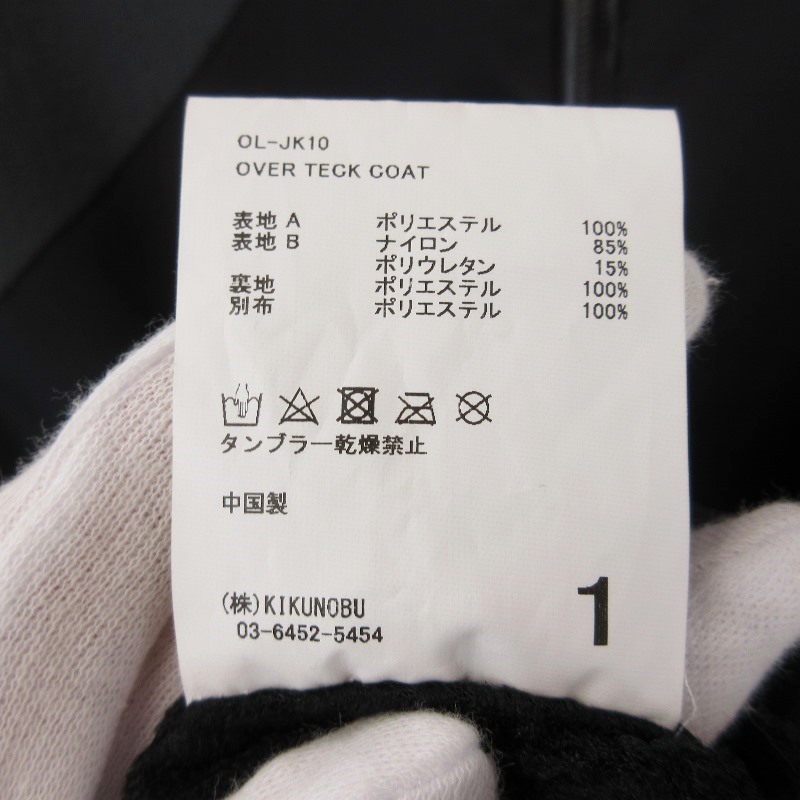 OL-JK10
OVER TECK COAT
表地 A ポリエステル 100%
表地 B ナイロン 85%
ポリウレタン 15%
裏地 ポリエステル 100%
別布 ポリエステル 100%
タンブラー乾燥禁止
中国製
(株)KIKUNOBU
03-6452-5454
1